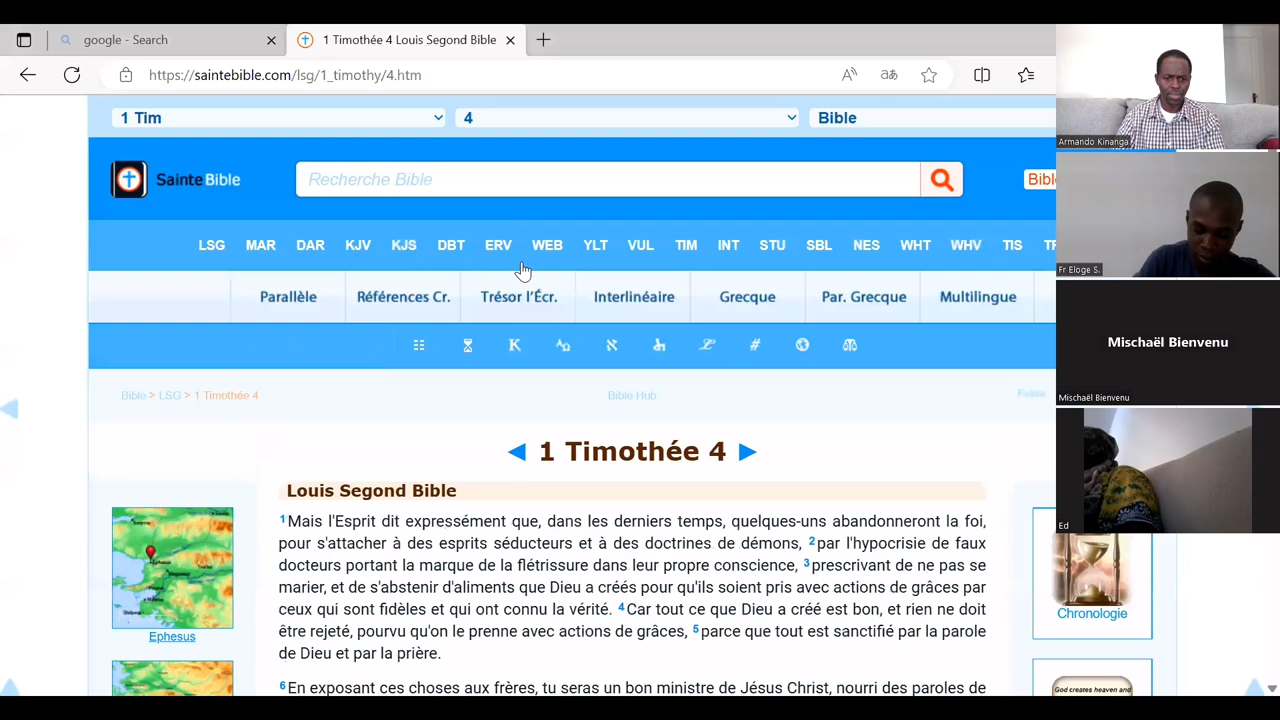 google - Search
1 Timothée 4 Louis Segond Bible
https://saintebible.com/lsg/1_timothy/4.htm
1 Tim
4
Bible
SainteBible
Recherche Bible
Bibl
LSG MAR DAR KJV KJS DBT ERV WEB YLT VUL TIM INT STU SBL NES WHT WHV TIS TR
Parallèle Références Cr. Trésor l'Écr. Interlinéaire Grecque Par. Grecque Multilingue
Bible > LSG > 1 Timothée 4
Bible Hub
1 Timothée 4
Louis Segond Bible
1Mais l'Esprit dit expressément que, dans les derniers temps, quelques-uns abandonneront la foi,
pour s'attacher à des esprits séducteurs et à des doctrines de démons, 2par l'hypocrisie de faux
docteurs portant la marque de la flétrissure dans leur propre conscience, 3prescrivant de ne pas se
marier, et de s'abstenir d'aliments que Dieu a créés pour qu'ils soient pris avec actions de grâces par
ceux qui sont fidèles et qui ont connu la vérité. 4Car tout ce que Dieu a créé est bon, et rien ne doit
être rejeté, pourvu qu'on le prenne avec actions de grâces, 5parce que tout est sanctifié par la parole
de Dieu et par la prière.
6En exposant ces choses aux frères, tu seras un bon ministre de Jésus Christ, nourri des paroles de
Ephesus
Chronologie
God creates heaven and
Armando Kinanga
Fr Eloge S.
Mischaël Bienvenu
Mischaël Bienvenu
Ed